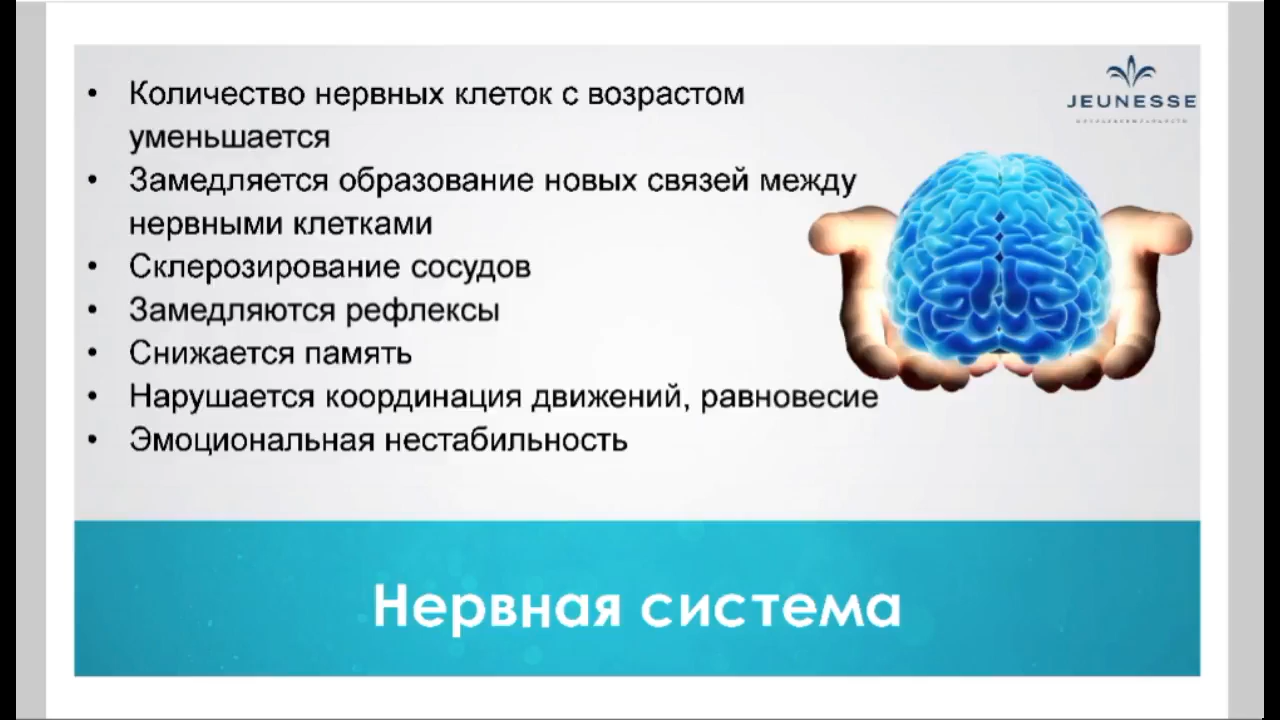 • Количество нервных клеток с возрастом
уменьшается
• Замедляется образование новых связей между
нервными клетками
• Склерозирование сосудов
• Замедляются рефлексы
• Снижается память
• Нарушается координация движений, равновесие
• Эмоциональная нестабильность
JEUNESSE
Нервная система